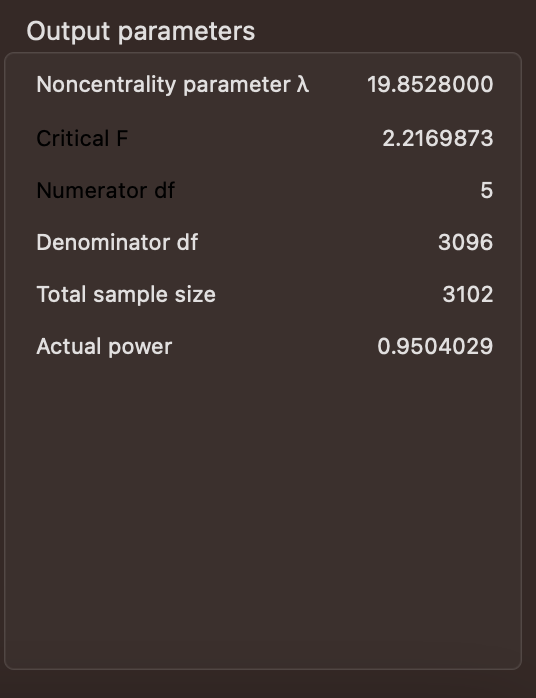 Output parameters
Noncentrality parameter λ 19.8528000
Critical F 2.2169873
Numerator df 5
Denominator df 3096
Total sample size 3102
Actual power 0.9504029